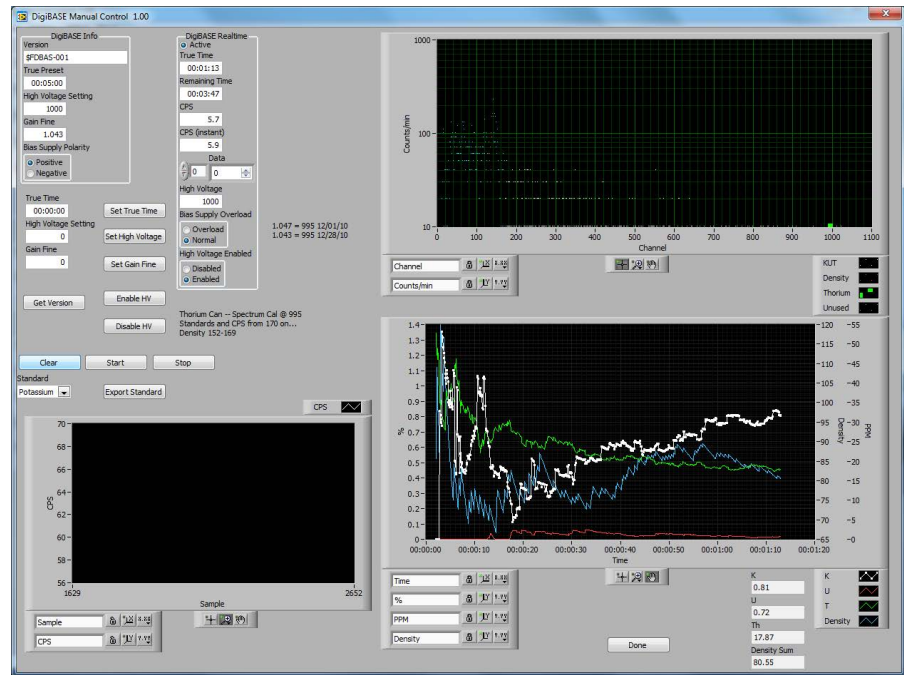 DigiBASE Manual Control 1.00
DigiBASE Info
Version
$FDBAS-001
True Preset
00:05:00
High Voltage Setting
1000
Gain Fine
1.043
Bias Supply Polarity
Positive
Negative
True Time
00:00:00
Set True Time
High Voltage Setting
0
Set High Voltage
Gain Fine
0
Set Gain Fine
Get Version
Enable HV
Disable HV
DigiBASE Realtime
Active
True Time
00:01:13
Remaining Time
00:03:47
CPS
5.7
CPS (instant)
5.9
Data
0
0
High Voltage
1000
Bias Supply Overload
Overload
Normal
High Voltage Enabled
Disabled
Enabled
1.047 = 995 12/01/10
1.043 = 995 12/28/10
Thorium Can -- Spectrum Cal @ 995
Standards and CPS from 170 on...
Density 152-169
Clear
Start
Stop
Standard
Potassium
Export Standard
CPS
70
68
66
64
62
60
58
56
CPS
1629
2652
Sample
Sample
CPS
1000
100
10
Counts/min
0 100 200 300 400 500 600 700 800 900 1000 1100
Channel
Channel
Counts/min
KUT
Density
Thorium
Unused
1.4
1.3
1.2
1.1
1
0.9
0.8
0.7
0.6
0.5
0.4
0.3
0.2
0.1
0
%
120 55
115 50
110 45
105 40
100 35
95 30
90 25
85 20
80 15
75 10
70 5
65 0
Density
PPM
00:00:00 00:00:10 00:00:20 00:00:30 00:00:40 00:00:50 00:01:00 00:01:10 00:01:20
Time
Time
%
PPM
Density
Done
K
0.81
U
0.72
Th
17.87
Density Sum
80.55
K
U
T
Density